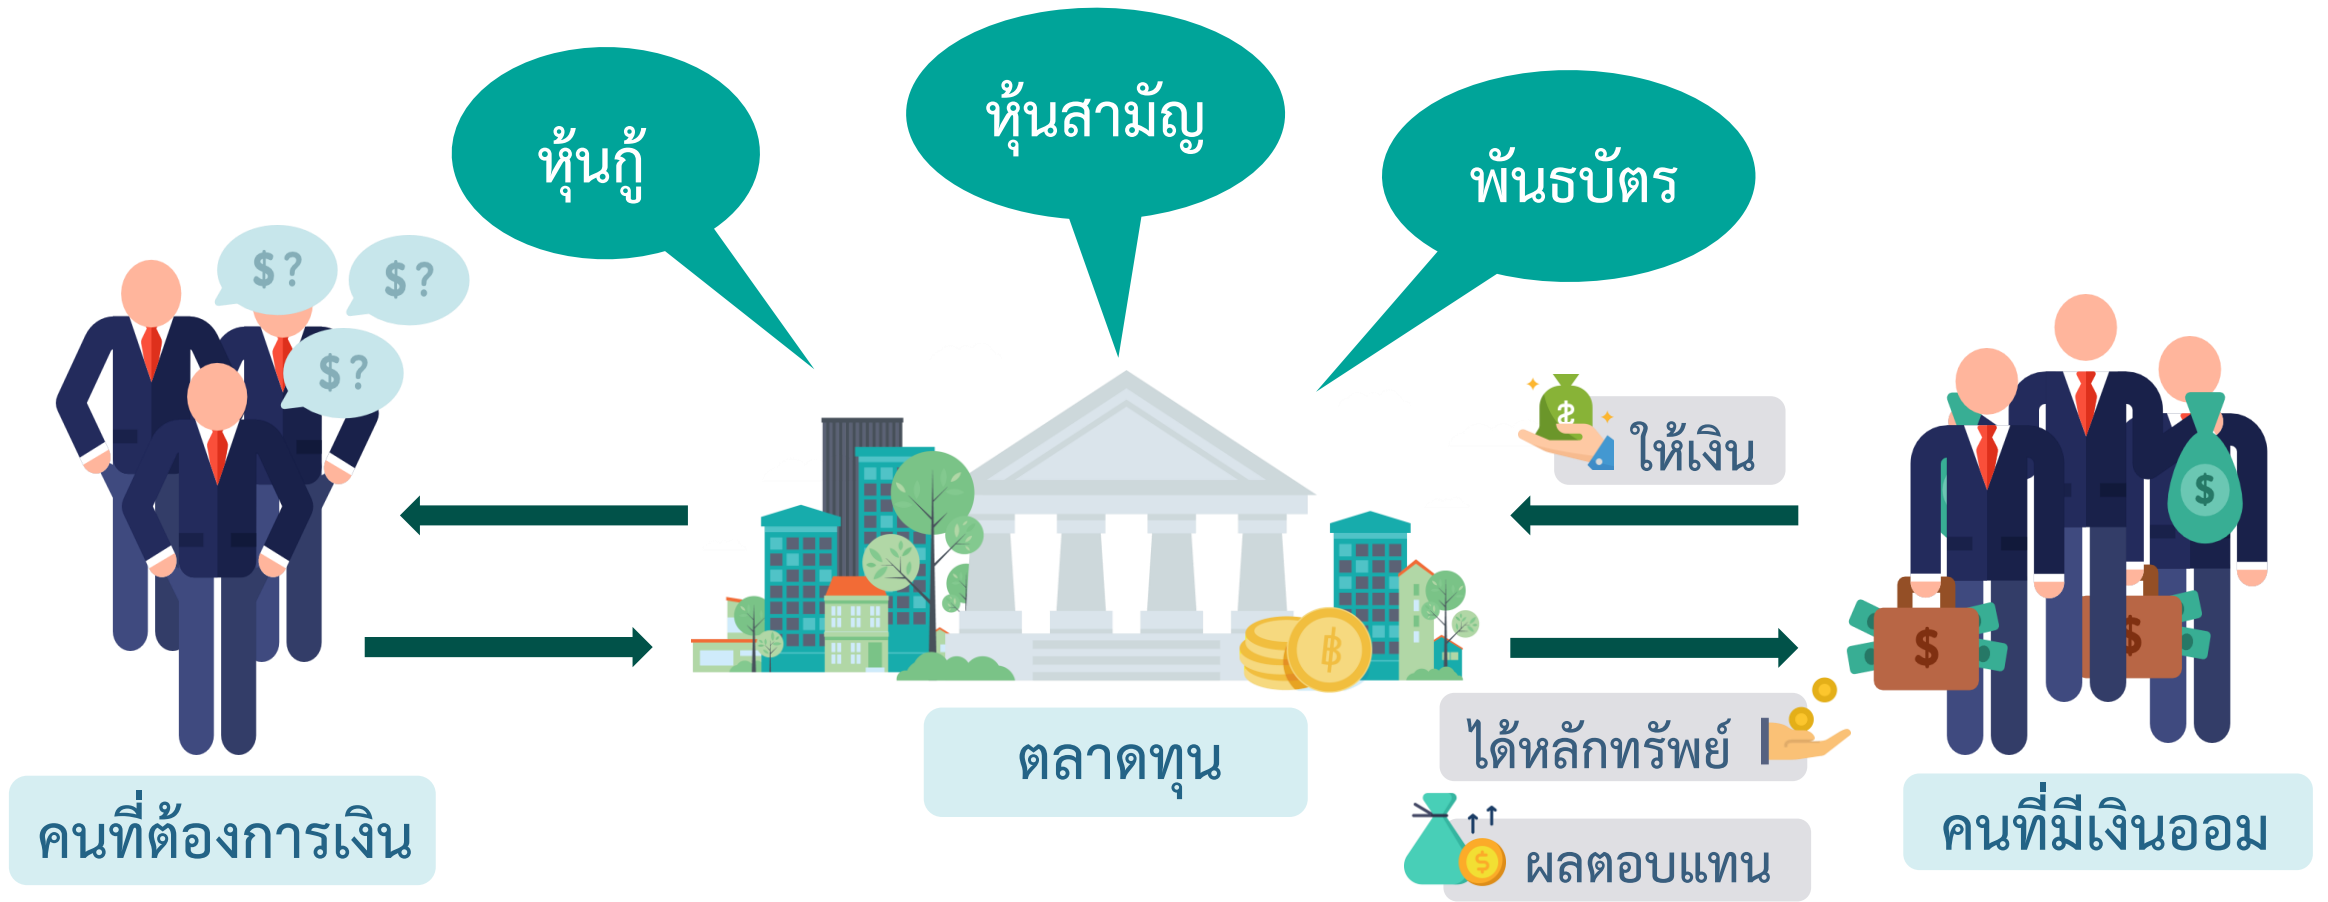 หุ้นกู้
หุ้นสามัญ
พันธบัตร
$ ?
$ ?
$ ?
ให้เงิน
$
$
$
฿
ตลาดทุน
ได้หลักทรัพย์
$
ผลตอบแทน
คนที่ต้องการเงิน
คนที่มีเงินออม